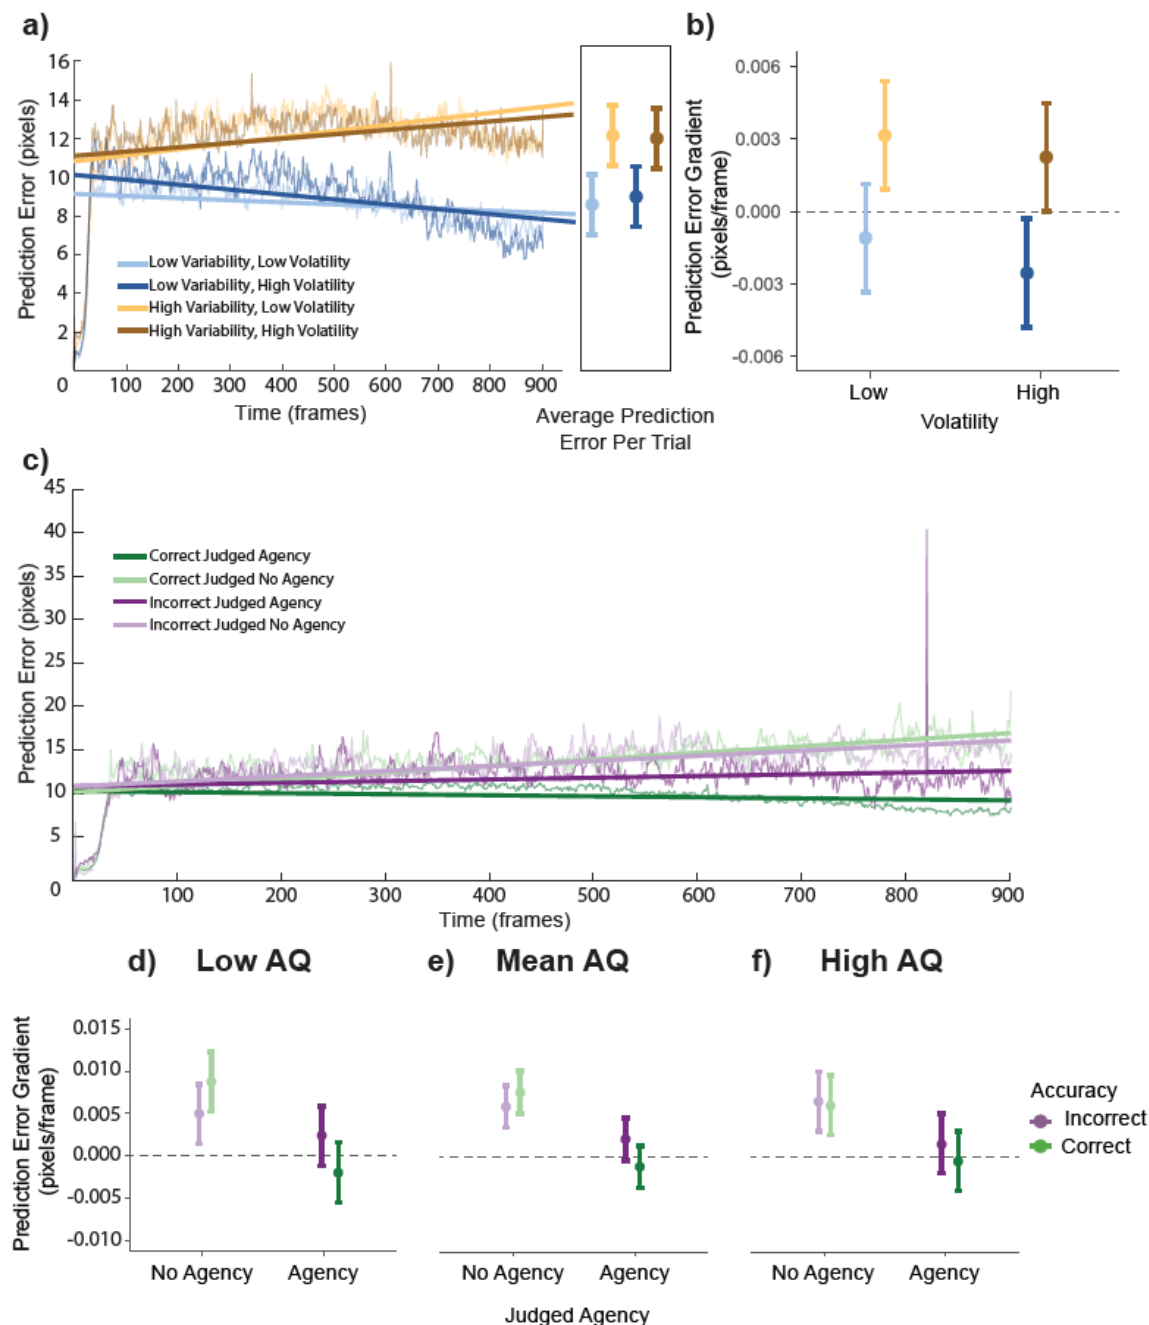 a)
Prediction Error (pixels)
16
14
12
10
8
6
4
2
0
100
200
300
400
500
600
700
800
900
Time (frames)
Low Variability, Low Volatility
Low Variability, High Volatility
High Variability, Low Volatility
High Variability, High Volatility
Average Prediction
Error Per Trial
b)
Prediction Error Gradient
(pixels/frame)
0.006
0.003
0.000
-0.003
-0.006
Low
High
Volatility
c)
Prediction Error (pixels)
45
40
35
30
25
20
15
10
5
0
100
200
300
400
500
600
700
800
900
Time (frames)
Correct Judged Agency
Correct Judged No Agency
Incorrect Judged Agency
Incorrect Judged No Agency
d) Low AQ
e) Mean AQ
f) High AQ
Prediction Error Gradient
(pixels/frame)
0.015
0.010
0.005
0.000
-0.005
-0.010
No Agency
Agency
No Agency
Agency
No Agency
Agency
Judged Agency
Accuracy
Incorrect
Correct